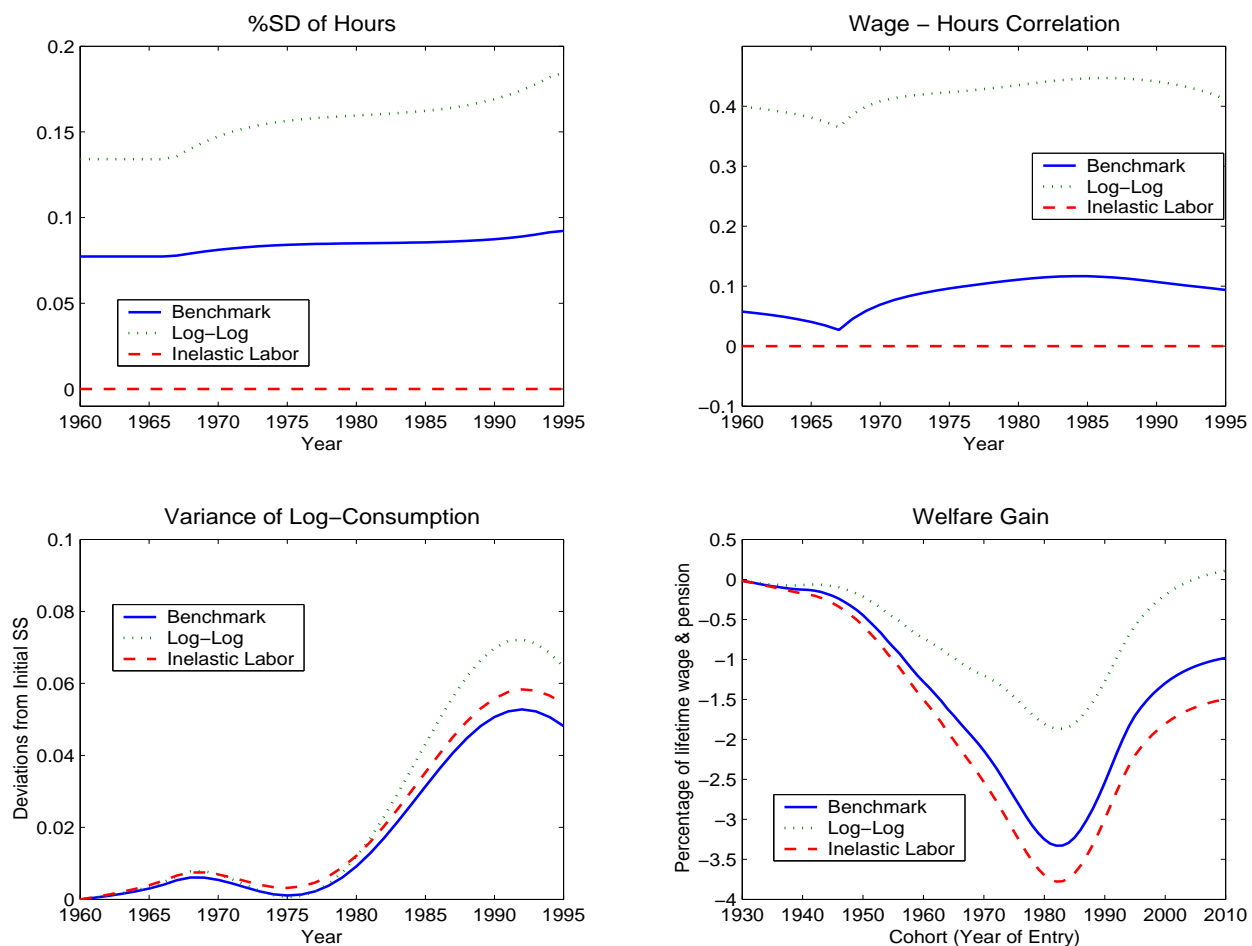 %SD of Hours
0.2
0.15
0.1
0.05
0
Benchmark
Log−Log
Inelastic Labor
1960 1965 1970 1975 1980 1985 1990 1995
Year
Wage − Hours Correlation
0.4
0.3
0.2
0.1
0
−0.1
Benchmark
Log−Log
Inelastic Labor
1960 1965 1970 1975 1980 1985 1990 1995
Year
Variance of Log−Consumption
Deviations from Initial SS
0.1
0.08
0.06
0.04
0.02
0
Benchmark
Log−Log
Inelastic Labor
1960 1965 1970 1975 1980 1985 1990 1995
Year
Welfare Gain
Percentage of lifetime wage & pension
0.5
0
−0.5
−1
−1.5
−2
−2.5
−3
−3.5
−4
Benchmark
Log−Log
Inelastic Labor
1930 1940 1950 1960 1970 1980 1990 2000 2010
Cohort (Year of Entry)